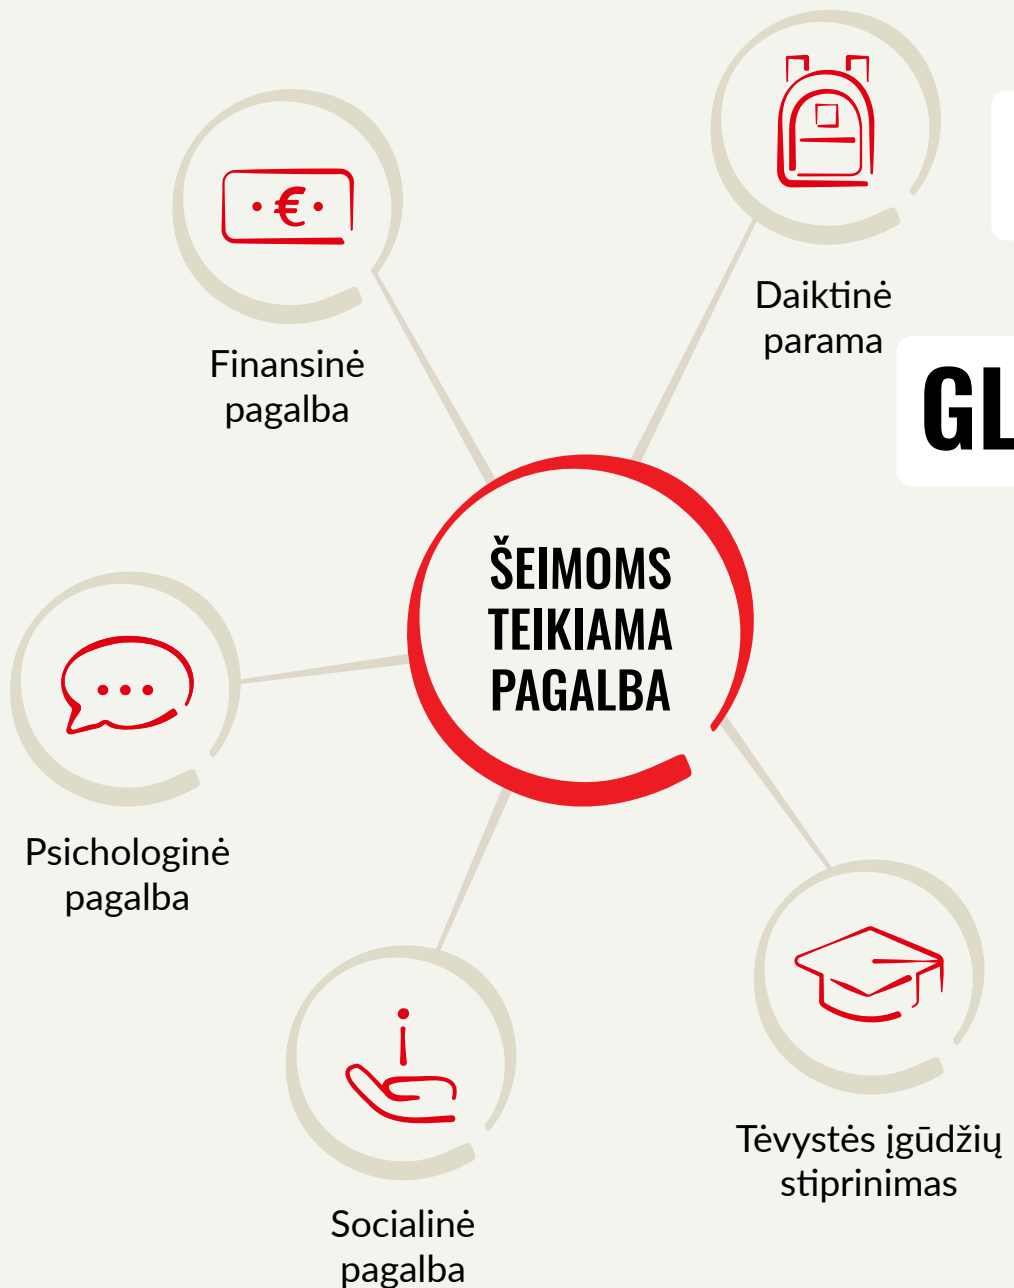 Daiktinė
parama
Finansinė
pagalba
GL
ŠEIMOMS
TEIKIAMA
PAGALBA
Psichologinė
pagalba
Tėvystės įgūdžių
stiprinimas
Socialinė
pagalba